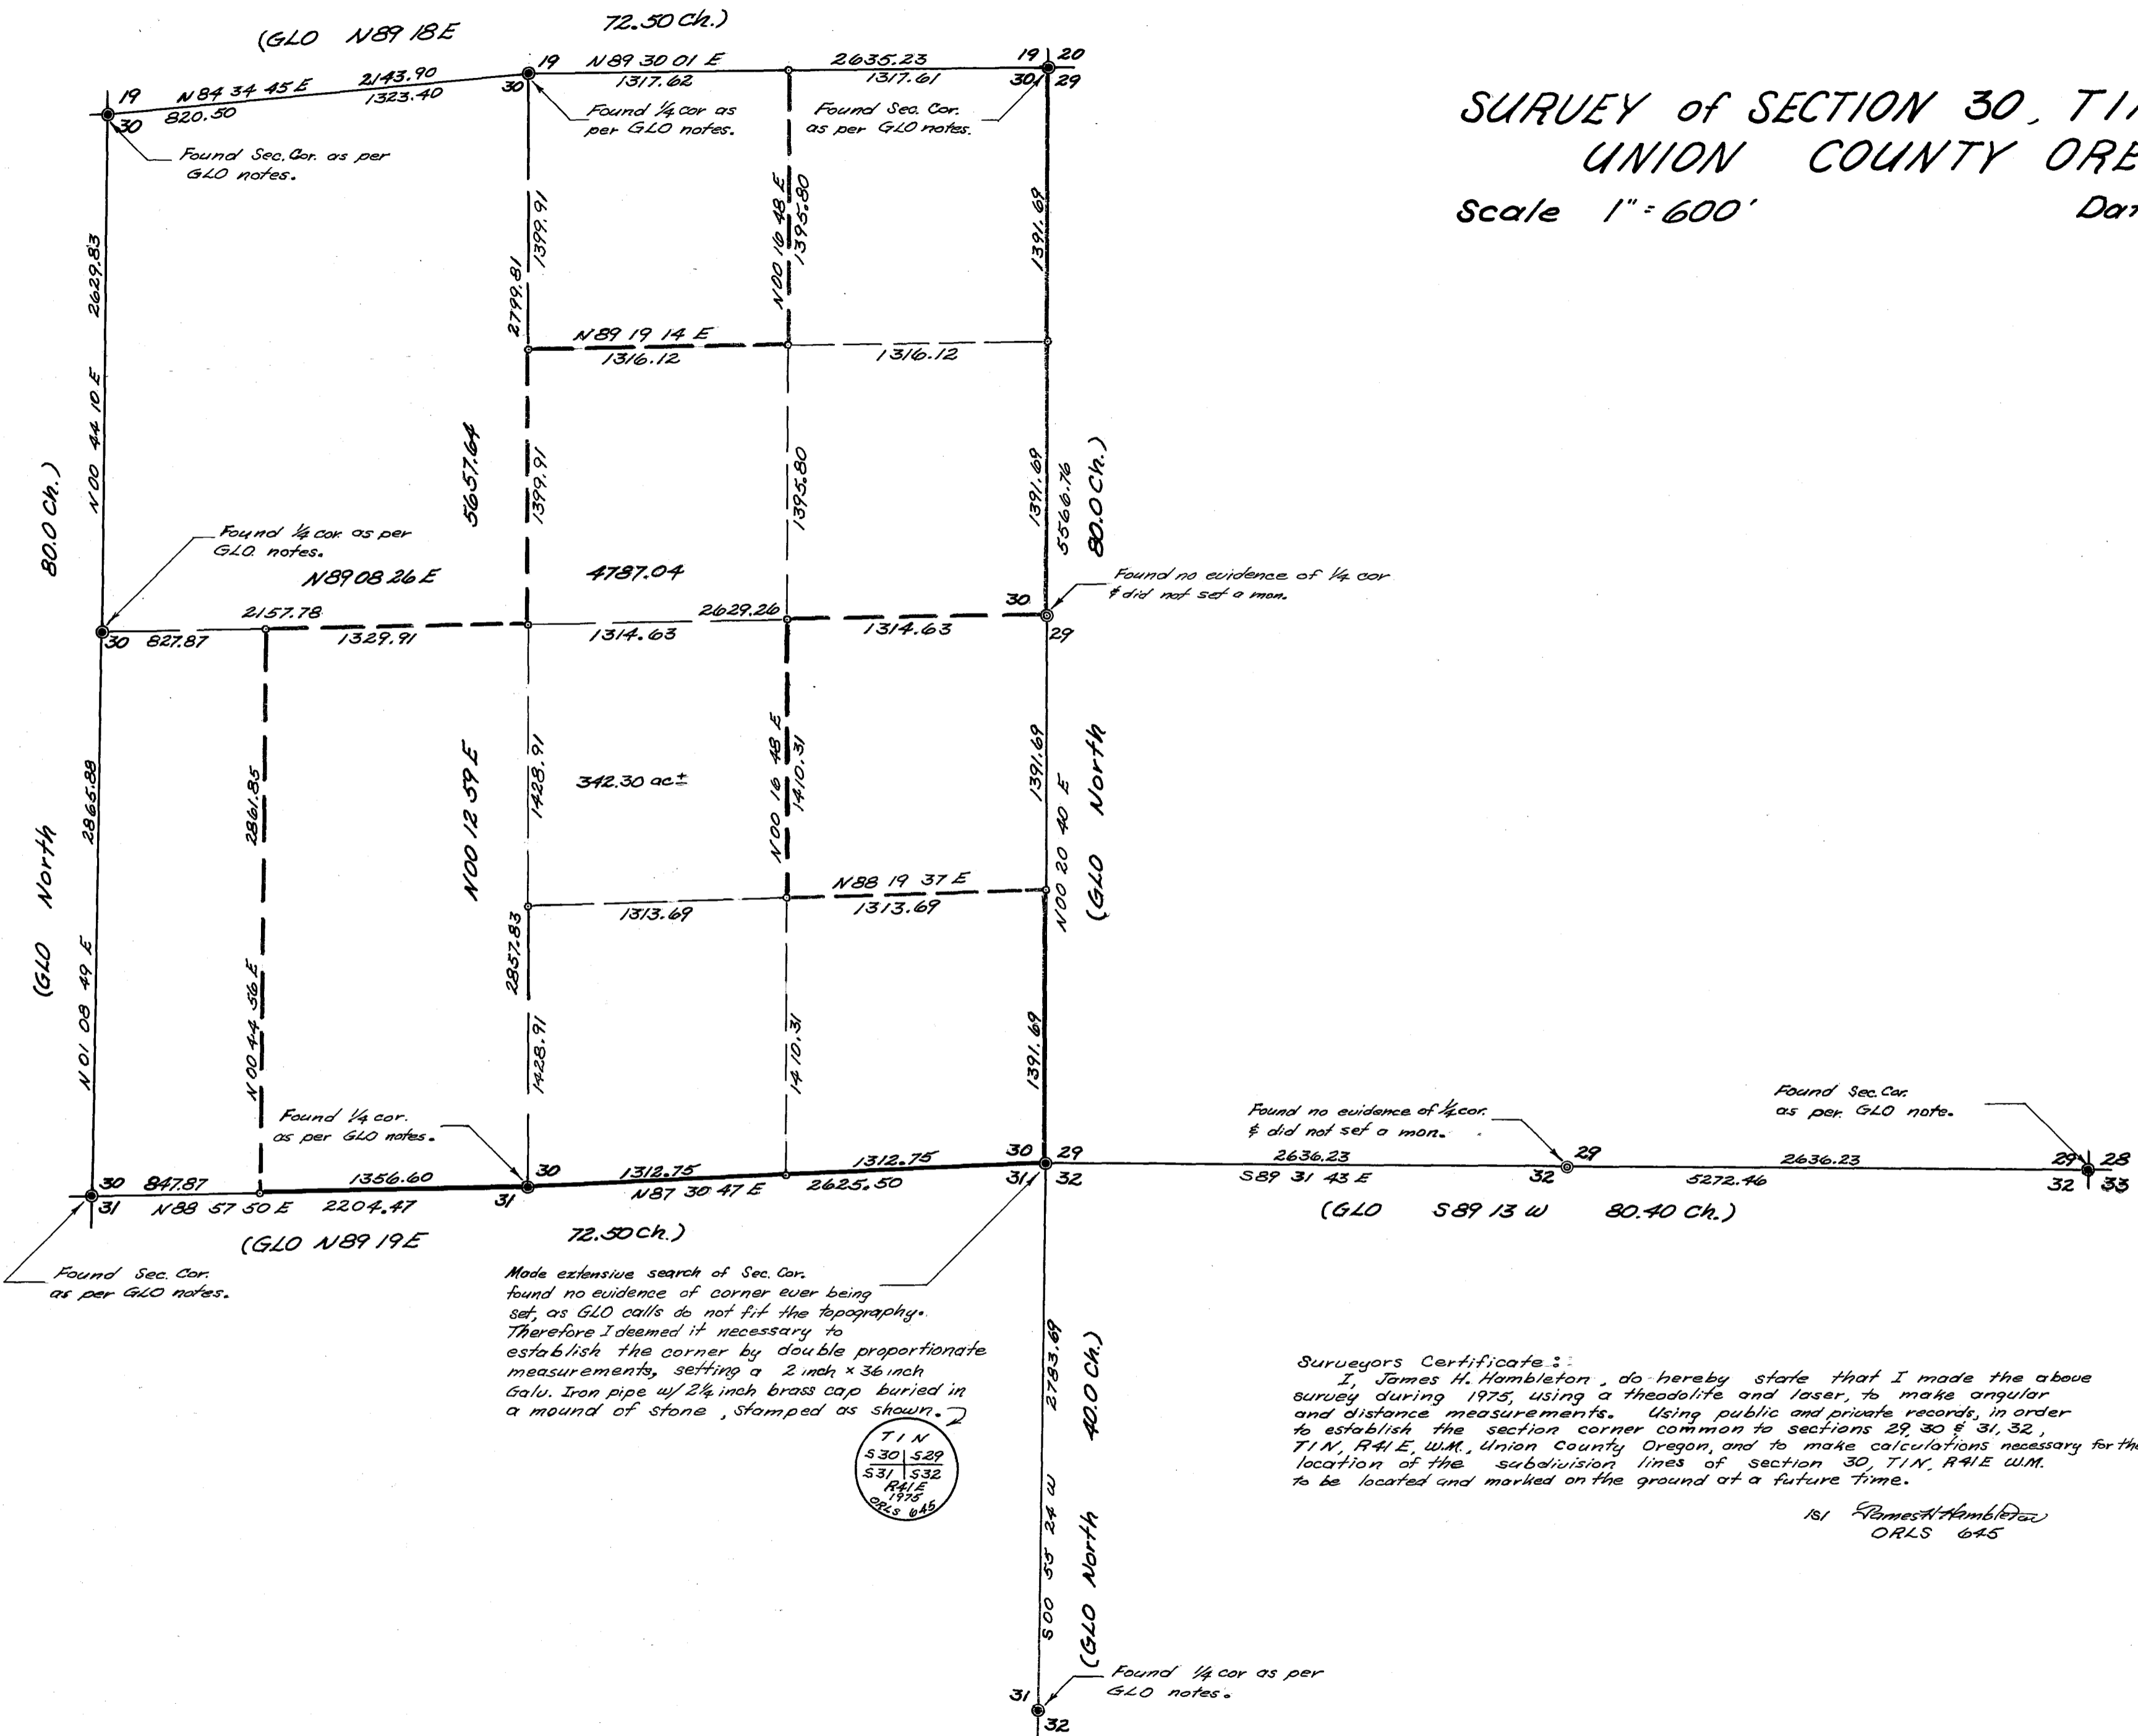 (GLO N89 18E 72.50 Ch.)
SURVEY of SECTION 30, T1
UNION COUNTY ORE
Scale 1" = 600'
19
30
N84 34 45 E 2143.90
820.50 1323.40
19
30
N89 30 01 E 2635.23
1317.62 1317.61
19 20
30 29
Found Sec. Cor. as per
GLO notes.
Found 1/4 cor as
per GLO notes.
Found Sec. Cor.
as per GLO notes.
N00 44 10 E 2629.83
2799.81
1399.91
N00 16 48 E
1395.80
1391.69
N89 19 14 E
1316.12
1316.12
80.0 Ch.)
5657.64
1399.91
1395.80
1391.69
5566.76
80.0 Ch.)
Found 1/4 cor. as per
GLO notes.
N89 08 26 E 4787.04
Found no evidence of 1/4 cor
& did not set a mon.
30
2157.78
827.87 1329.91
2629.26
1314.63 1314.63
30
29
(GLO North
N01 08 49 E 2865.88
N00 44 56 E 2861.85
N00 12 59 E
2857.83
1428.91
342.30 ac±
N00 16 48 E
1410.31
1391.69
N00 20 40 E
(GLO North
N88 19 37 E
1313.69
1313.69
1428.91
1410.31
1391.69
Found 1/4 cor.
as per GLO notes.
Found no evidence of 1/4 cor.
& did not set a mon.
Found Sec. Cor.
as per GLO note.
30
31
847.87 1356.60
N88 57 50 E 2204.47
30
31
1312.75 1312.75
N87 30 47 E 2625.50
30 29
31 32
2636.23
S89 31 43 E
29
32
2636.23
5272.46
29 28
32 33
(GLO N89 19E 72.50 Ch.)
(GLO S89 13 W 80.40 Ch.)
Found Sec. Cor.
as per GLO notes.
Made extensive search of Sec. Cor.
found no evidence of corner ever being
set, as GLO calls do not fit the topography.
Therefore I deemed it necessary to
establish the corner by double proportionate
measurements, setting a 2 inch x 36 inch
Galv. Iron pipe w/ 2 1/4 inch brass cap buried in
a mound of stone, stamped as shown.
T1N
S30 S29
S31 S32
R41E
1975
ORLS 645
S00 55 24 W 2783.69
(GLO North 40.0 Ch.)
Surveyors Certificate:
I, James H. Hambleton, do hereby state that I made the above
survey during 1975, using a theodolite and laser, to make angular
and distance measurements. Using public and private records, in order
to establish the section corner common to sections 29, 30 & 31, 32,
T1N, R41E, W.M., Union County Oregon, and to make calculations necessary for the
location of the subdivision lines of section 30, T1N, R41E W.M.
to be located and marked on the ground at a future time.
/s/ James H Hambleton
ORLS 645
Found 1/4 cor as per
GLO notes.
31
32